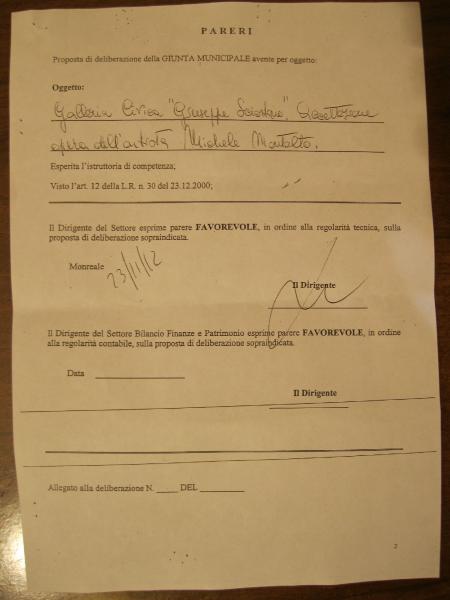 PARERI
Proposta di deliberazione della GIUNTA MUNICIPALE avente per oggetto:
Oggetto:
Galleria Civica "Giuseppe Sciortino".
opera dell'artista Michele Montalto.
Esperita l'istruttoria di competenza;
Visto l'art. 12 della L.R. n. 30 del 23.12.2000;
Il Dirigente del Settore esprime parere FAVOREVOLE, in ordine alla regolarità tecnica, sulla
proposta di deliberazione sopraindicata.
Monreale 23/11/12
Il Dirigente
Il Dirigente del Settore Bilancio Finanze e Patrimonio esprime parere FAVOREVOLE, in ordine
alla regolarità contabile, sulla proposta di deliberazione sopraindicata.
Data
Il Dirigente
Allegato alla deliberazione N. _____ DEL ________
2